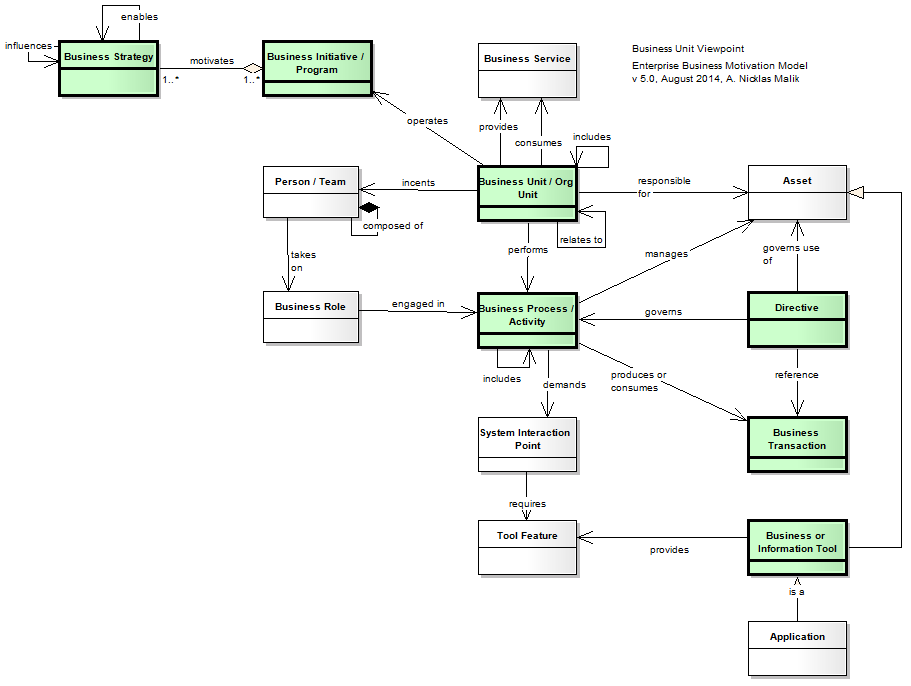 enables
influences
Business Strategy
motivates
1..*
1..*
Business Initiative /
Program
Business Service
Business Unit Viewpoint
Enterprise Business Motivation Model
v 5.0, August 2014, A. Nicklas Malik
operates
provides
consumes
includes
Person / Team
incents
Business Unit / Org
Unit
responsible
for
Asset
composed of
relates to
performs
manages
governs use
of
takes
on
Business Role
engaged in
Business Process /
Activity
governs
Directive
includes
demands
produces or
consumes
reference
System Interaction
Point
Business
Transaction
requires
Tool Feature
provides
Business or
Information Tool
is a
Application